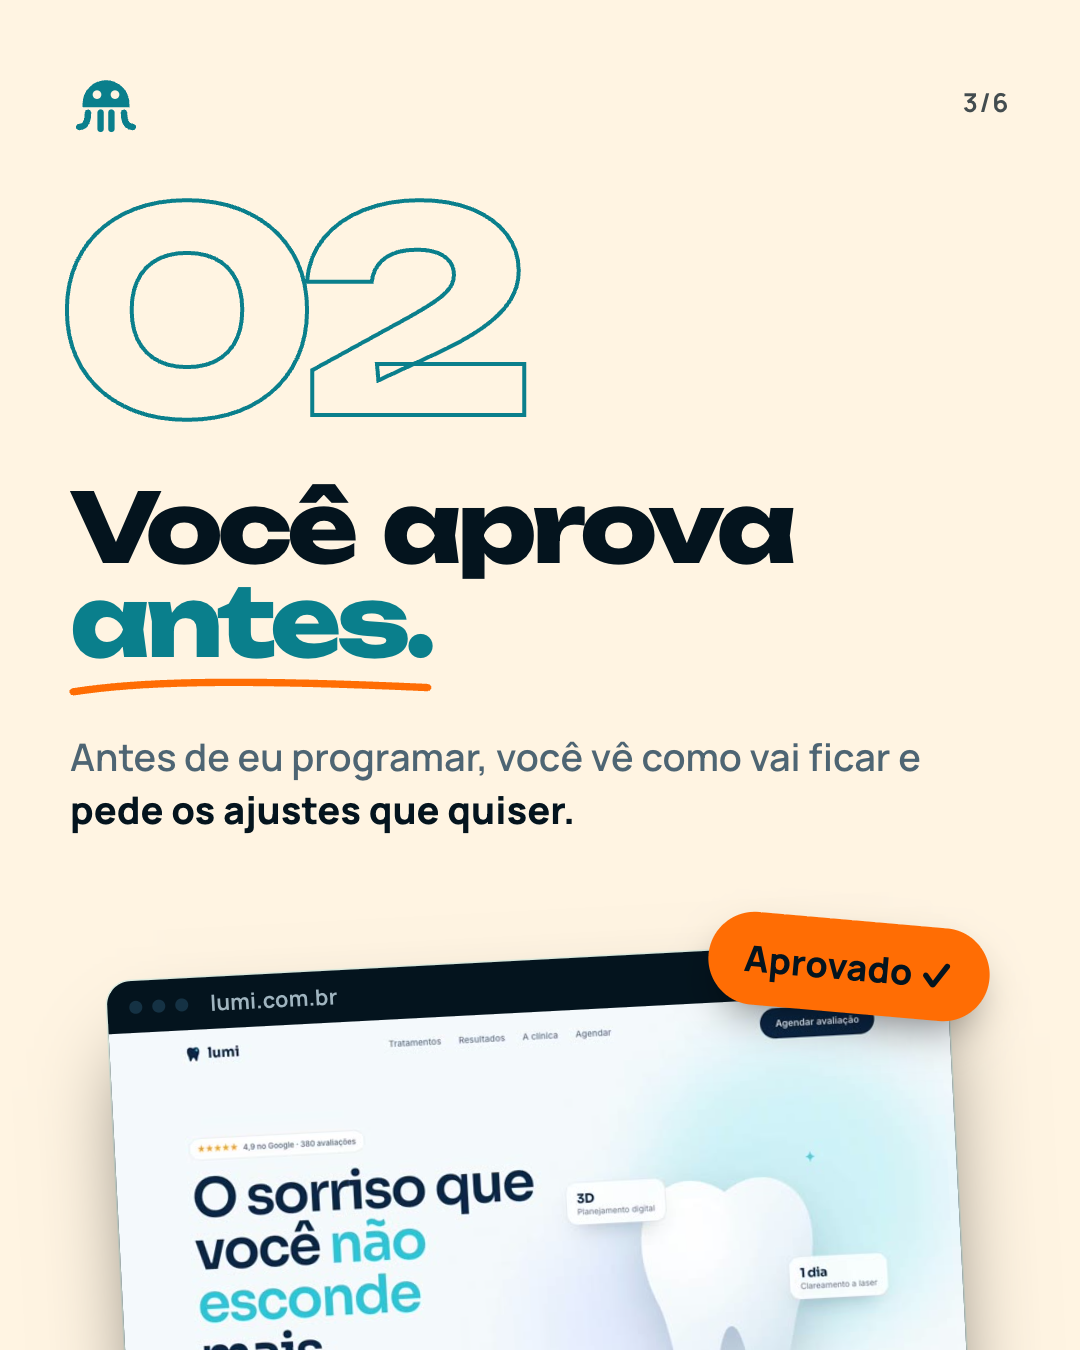 3/6
02
Você aprova
antes.
Antes de eu programar, você vê como vai ficar e
pede os ajustes que quiser.
Aprovado ✓
lumi.com.br
lumi
Tratamentos Resultados A clínica Agendar
Agendar avaliação
★★★★★ 4,9 no Google · 380 avaliações
O sorriso que
você não
esconde
mais
3D
Planejamento digital
1 dia
Clareamento a laser